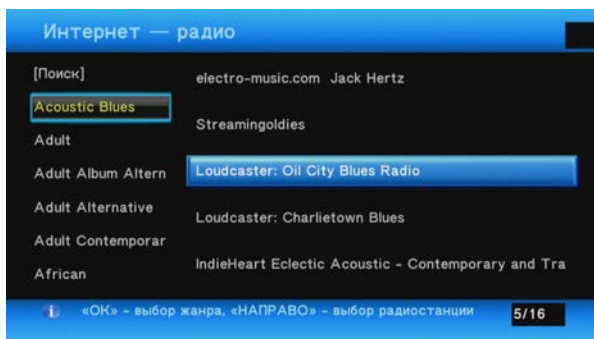 Интернет — радио
[Поиск]
Acoustic Blues
Adult
Adult Album Altern
Adult Alternative
Adult Contemporar
African
electro-music.com Jack Hertz
Streamingoldies
Loudcaster: Oil City Blues Radio
Loudcaster: Charlietown Blues
IndieHeart Eclectic Acoustic - Contemporary and Tra
i «ОК» - выбор жанра, «НАПРАВО» - выбор радиостанции 5/16